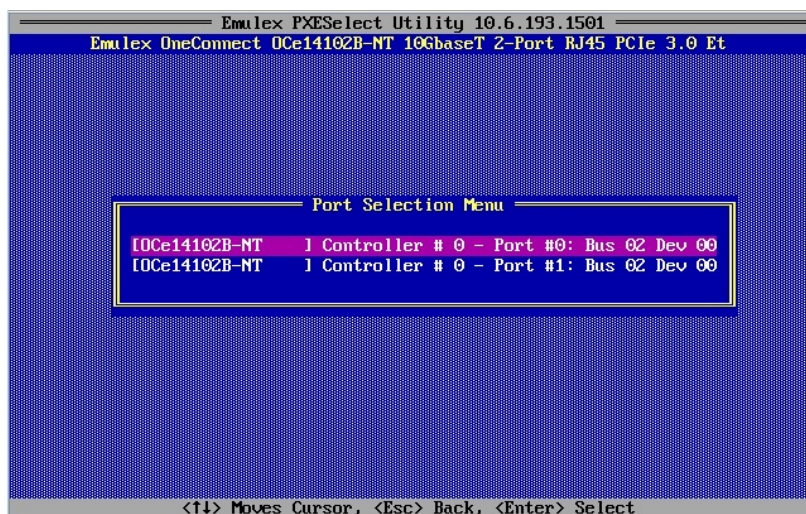 Emulex PXESelect Utility 10.6.193.1501
Emulex OneConnect OCe14102B-NT 10GbaseT 2-Port RJ45 PCIe 3.0 Et
Port Selection Menu
[OCe14102B-NT    ] Controller # 0 - Port #0: Bus 02 Dev 00
[OCe14102B-NT    ] Controller # 0 - Port #1: Bus 02 Dev 00
<↑↓> Moves Cursor, <Esc> Back, <Enter> Select